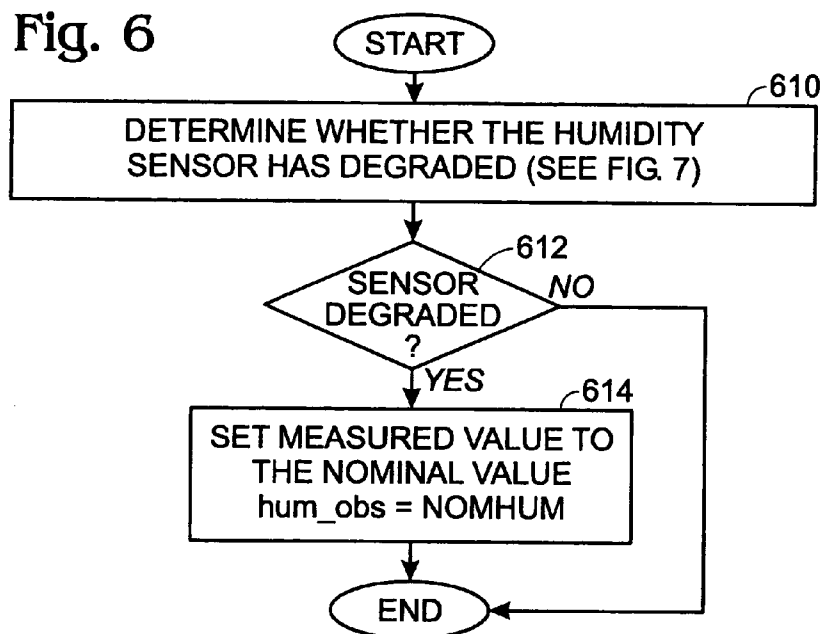 Fig. 6
START
610
DETERMINE WHETHER THE HUMIDITY
SENSOR HAS DEGRADED (SEE FIG. 7)
612
SENSOR
DEGRADED
?
NO
YES
614
SET MEASURED VALUE TO
THE NOMINAL VALUE
hum_obs = NOMHUM
END